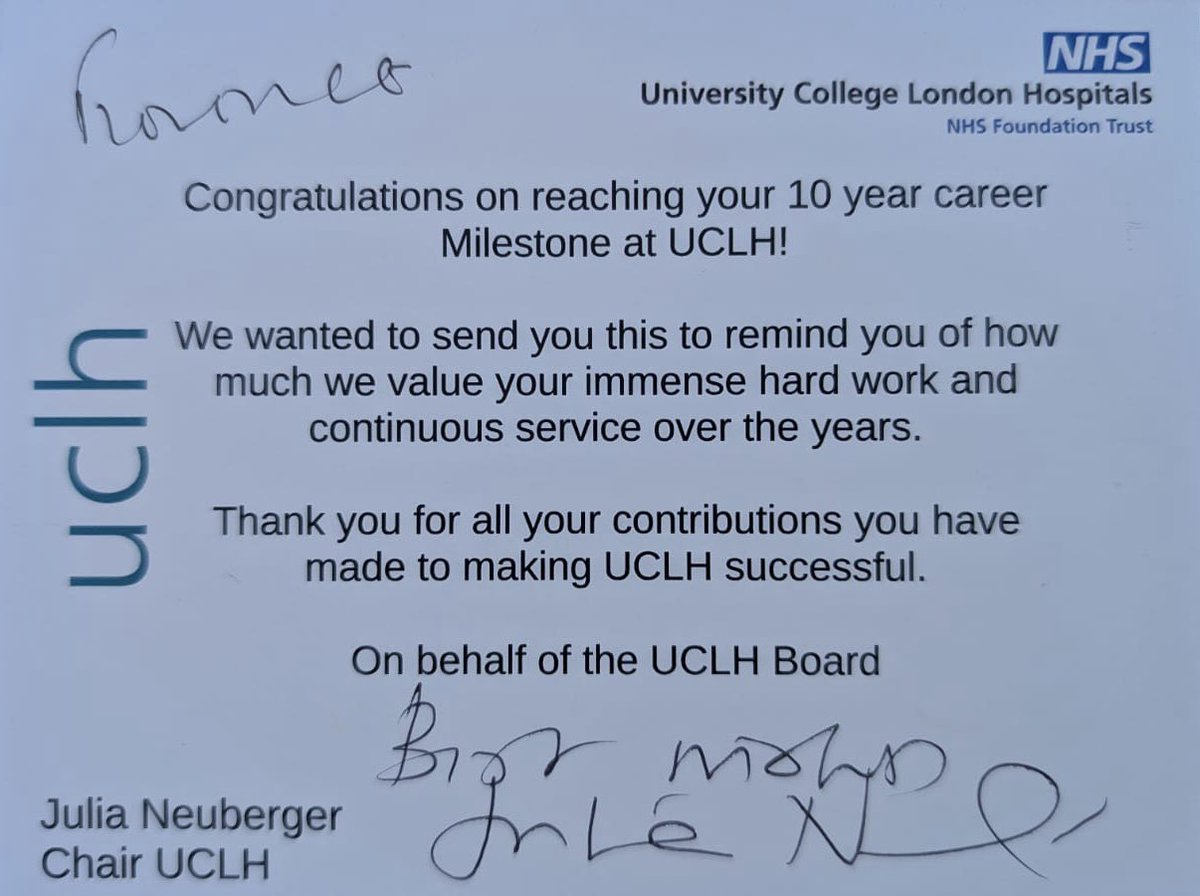 NHS
University College London Hospitals
NHS Foundation Trust
Congratulations on reaching your 10 year career
Milestone at UCLH!
uclh
We wanted to send you this to remind you of how
much we value your immense hard work and
continuous service over the years.
Thank you for all your contributions you have
made to making UCLH successful.
On behalf of the UCLH Board
Julia Neuberger
Chair UCLH